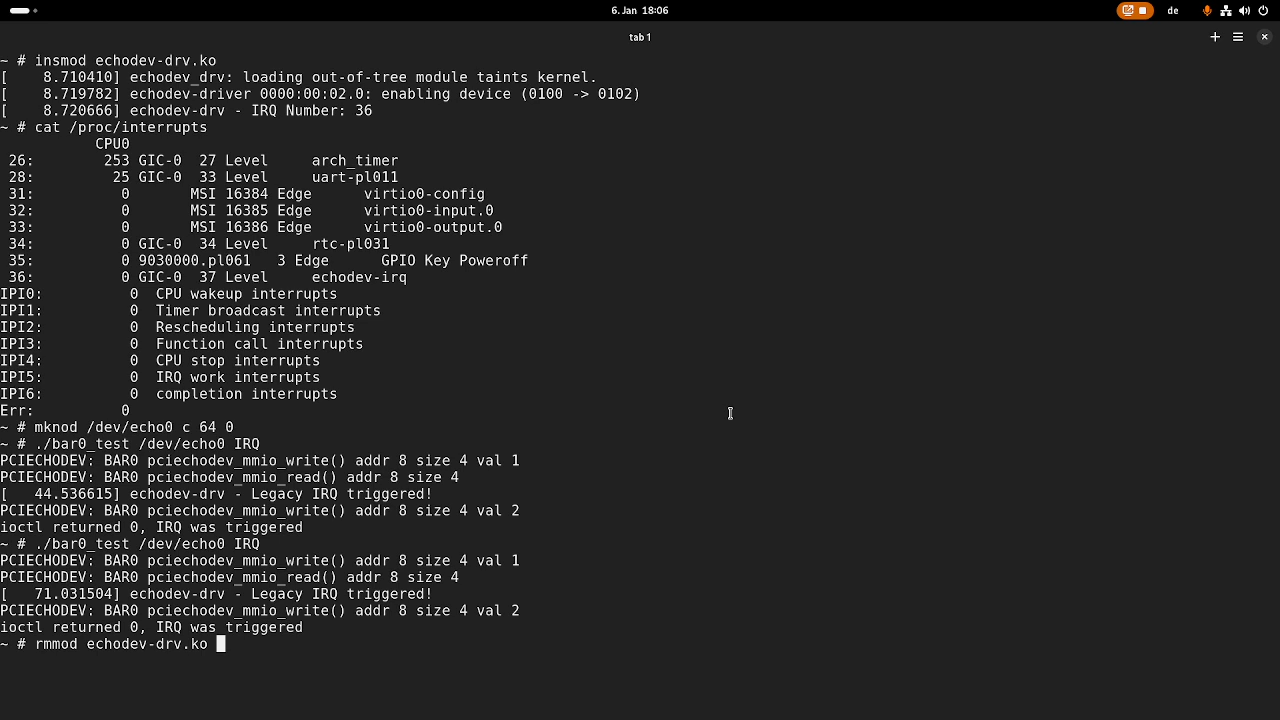 6. Jan 18:06
de
tab 1
~ # insmod echodev-drv.ko
[    8.710410] echodev_drv: loading out-of-tree module taints kernel.
[    8.719782] echodev-driver 0000:00:02.0: enabling device (0100 -> 0102)
[    8.720666] echodev-drv - IRQ Number: 36
~ # cat /proc/interrupts
           CPU0
 26:        253 GIC-0  27 Level     arch_timer
 28:         25 GIC-0  33 Level     uart-pl011
 31:          0       MSI 16384 Edge      virtio0-config
 32:          0       MSI 16385 Edge      virtio0-input.0
 33:          0       MSI 16386 Edge      virtio0-output.0
 34:          0 GIC-0  34 Level     rtc-pl031
 35:          0 9030000.pl061   3 Edge      GPIO Key Poweroff
 36:          0 GIC-0  37 Level     echodev-irq
IPI0:          0  CPU wakeup interrupts
IPI1:          0  Timer broadcast interrupts
IPI2:          0  Rescheduling interrupts
IPI3:          0  Function call interrupts
IPI4:          0  CPU stop interrupts
IPI5:          0  IRQ work interrupts
IPI6:          0  completion interrupts
Err:          0
~ # mknod /dev/echo0 c 64 0
~ # ./bar0_test /dev/echo0 IRQ
PCIECHODEV: BAR0 pciechodev_mmio_write() addr 8 size 4 val 1
PCIECHODEV: BAR0 pciechodev_mmio_read() addr 8 size 4
[   44.536615] echodev-drv - Legacy IRQ triggered!
PCIECHODEV: BAR0 pciechodev_mmio_write() addr 8 size 4 val 2
ioctl returned 0, IRQ was triggered
~ # ./bar0_test /dev/echo0 IRQ
PCIECHODEV: BAR0 pciechodev_mmio_write() addr 8 size 4 val 1
PCIECHODEV: BAR0 pciechodev_mmio_read() addr 8 size 4
[   71.031504] echodev-drv - Legacy IRQ triggered!
PCIECHODEV: BAR0 pciechodev_mmio_write() addr 8 size 4 val 2
ioctl returned 0, IRQ was triggered
~ # rmmod echodev-drv.ko